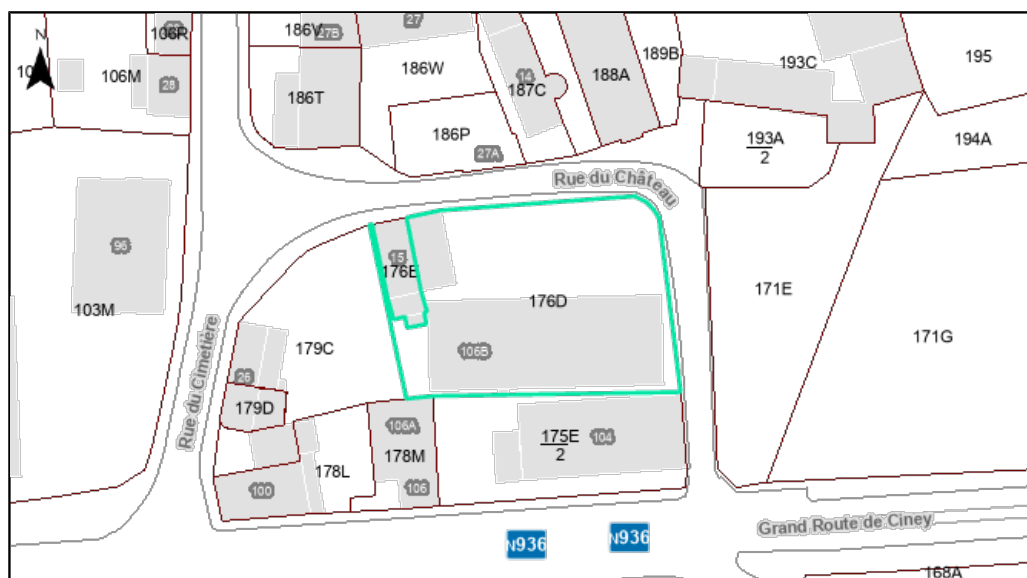 106R
28
186V
27B
27
N
10
106M
28
186T
186W
14
187C
188A
189B
193C
195
186P
27A
193A
2
194A
Rue du Château
96
103M
15
176E
176D
106B
171E
171G
Rue du Cimetière
179C
26
179D
106A
178M
178L
100
106
175E
2
104
N936
N936
Grand Route de Ciney
168A